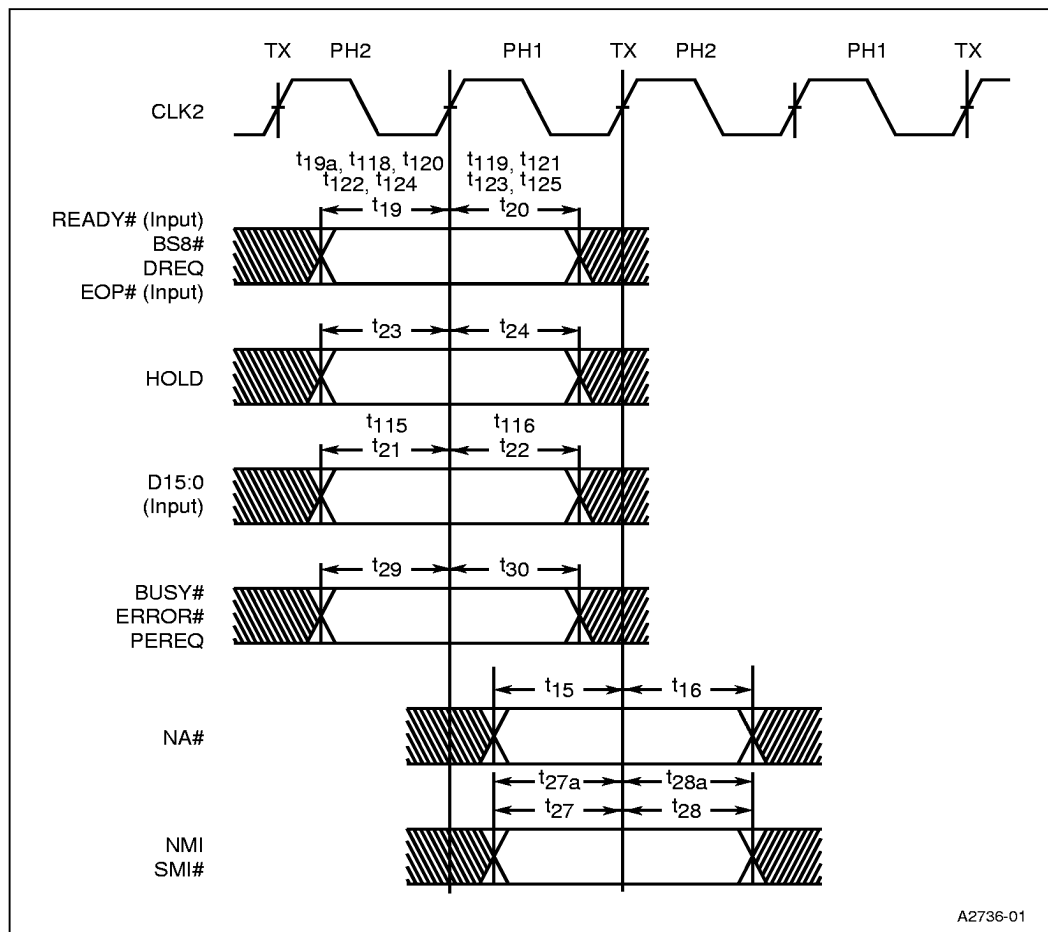 TX PH2 PH1 TX PH2 PH1 TX
CLK2
t19a, t118, t120 t119, t121
t122, t124 t123, t125
t19 t20
READY# (Input)
BS8#
DREQ
EOP# (Input)
t23 t24
HOLD
t115 t116
t21 t22
D15:0
(Input)
t29 t30
BUSY#
ERROR#
PEREQ
t15 t16
NA#
t27a t28a
t27 t28
NMI
SMI#
A2736-01